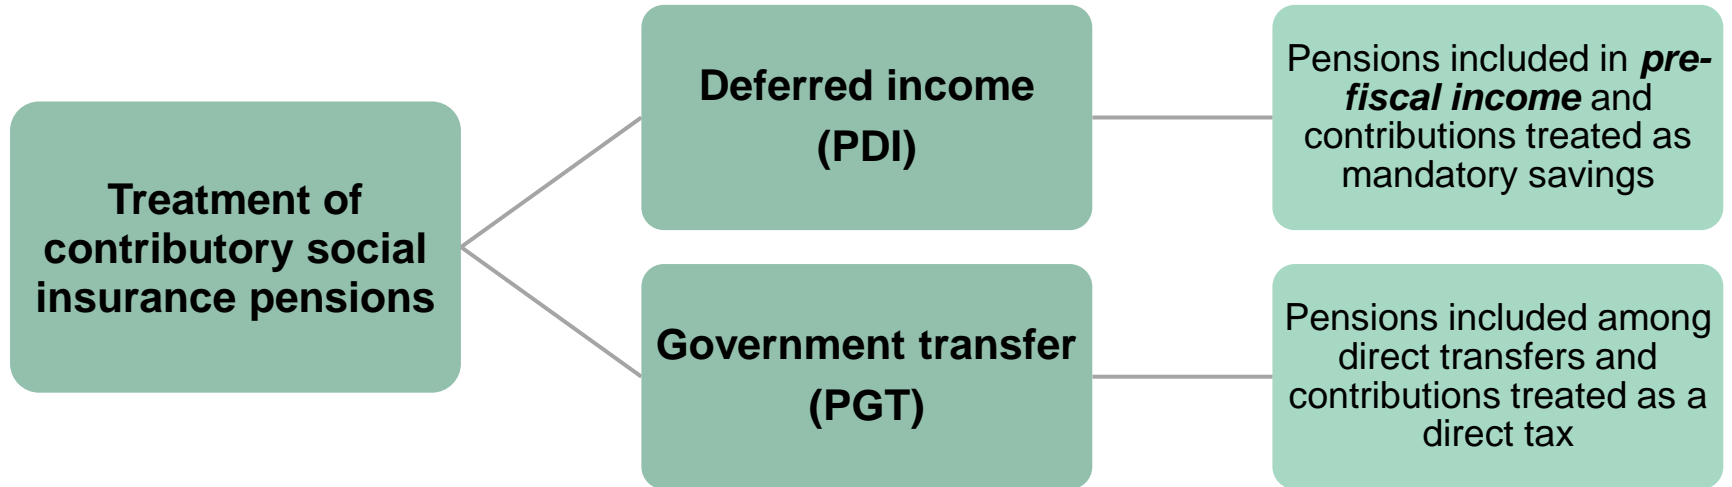 Treatment of
contributory social
insurance pensions
Deferred income
(PDI)
Pensions included in pre-
fiscal income and
contributions treated as
mandatory savings
Government transfer
(PGT)
Pensions included among
direct transfers and
contributions treated as a
direct tax